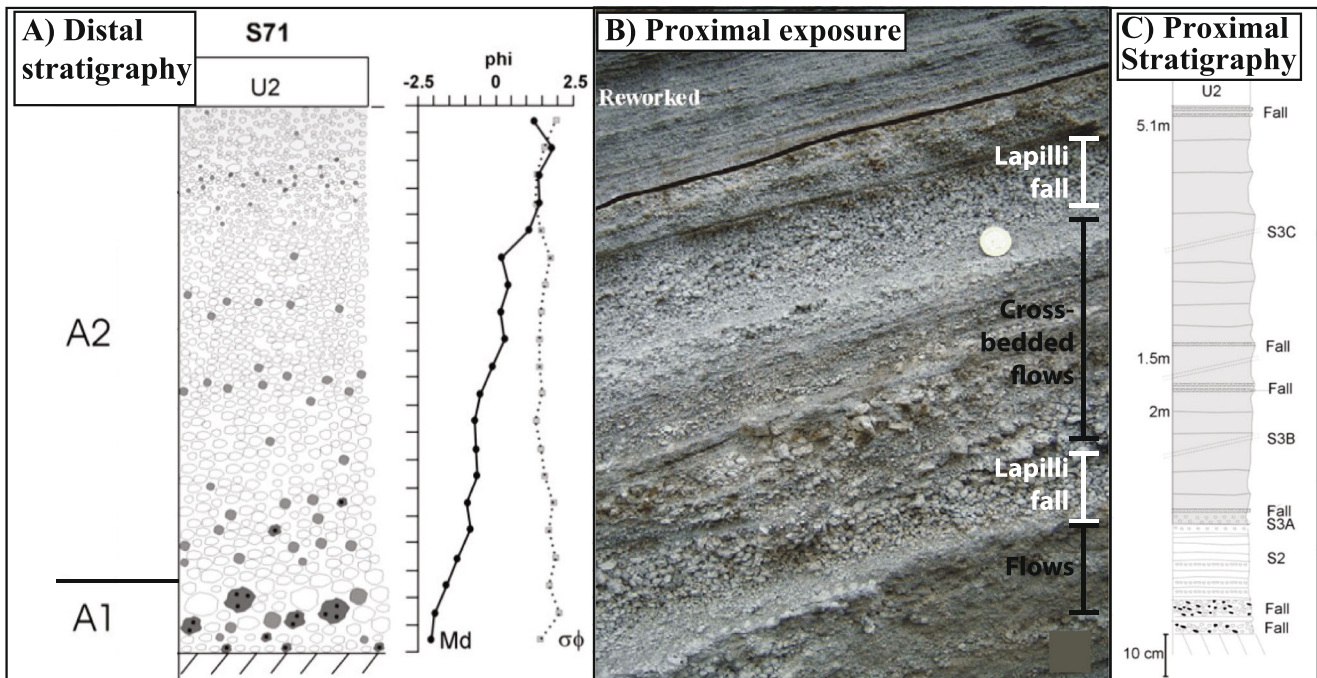 A) Distal
stratigraphy
S71
U2
A2
A1
phi
-2.5 0 2.5
Md
σϕ
B) Proximal exposure
Reworked
Lapilli
fall
Cross-
bedded
flows
Lapilli
fall
Flows
C) Proximal
Stratigraphy
U2
Fall
5.1m
S3C
Fall
1.5m
Fall
2m
S3B
Fall
S3A
S2
Fall
Fall
10 cm